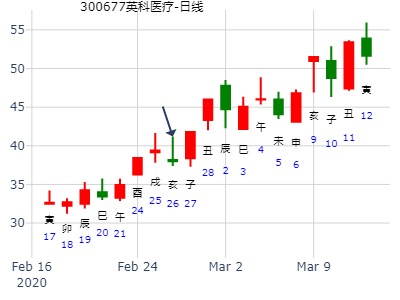 300677英科医疗-日线
55
50
45
40
35
30
寅
17
卯
18
辰
19
巳
20
午
21
酉
24
戌
25
亥
26
子
27
丑
28
辰
2
巳
3
午
4
未
5
申
6
亥
9
子
10
丑
11
寅
12
Feb 16
2020
Feb 24
Mar 2
Mar 9